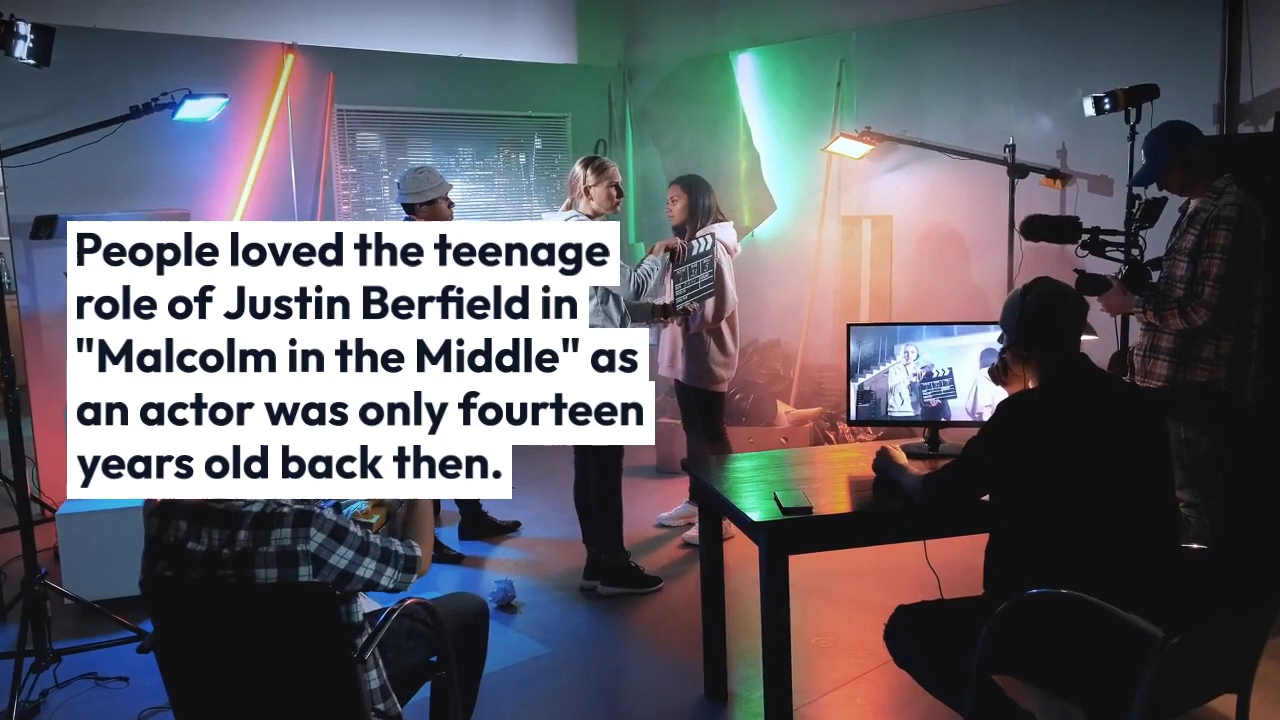 People loved the teenage
role of Justin Berfield in
"Malcolm in the Middle" as
an actor was only fourteen
years old back then.